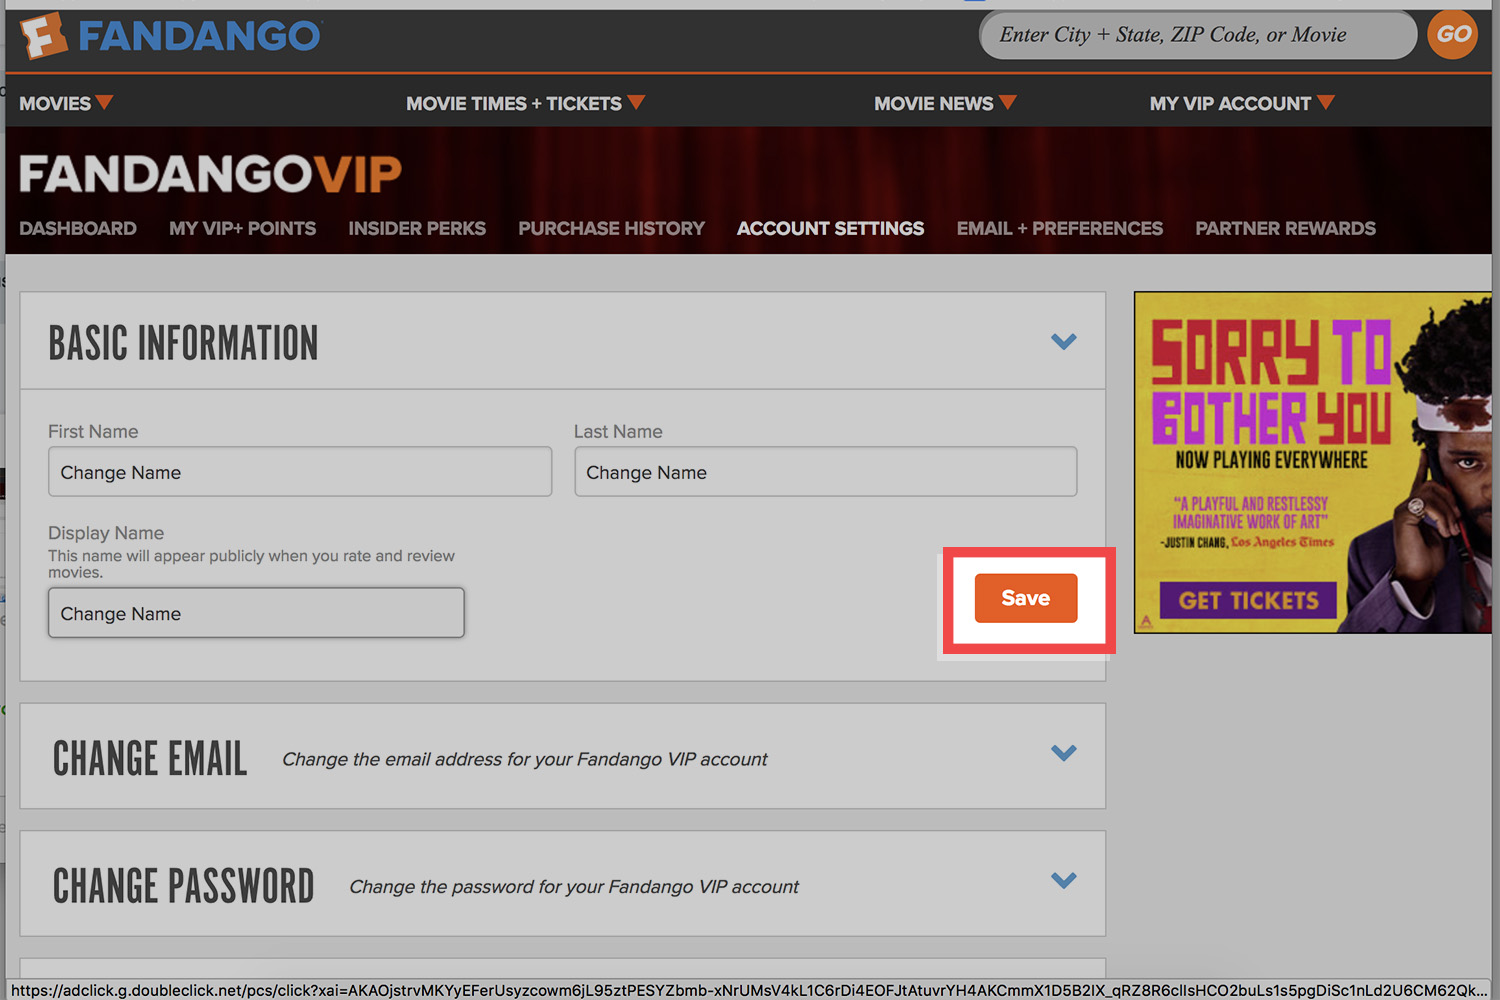 FANDANGO
Enter City + State, ZIP Code, or Movie
GO
MOVIES
MOVIE TIMES + TICKETS
MOVIE NEWS
MY VIP ACCOUNT
FANDANGOVIP
DASHBOARD
MY VIP+ POINTS
INSIDER PERKS
PURCHASE HISTORY
ACCOUNT SETTINGS
EMAIL + PREFERENCES
PARTNER REWARDS
BASIC INFORMATION
First Name
Last Name
Change Name
Change Name
Display Name
This name will appear publicly when you rate and review
movies.
Change Name
Save
SORRY TO
BOTHER YOU
NOW PLAYING EVERYWHERE
"A PLAYFUL AND RESTLESSY
IMAGINATIVE WORK OF ART"
-JUSTIN CHANG, Los Angeles Times
GET TICKETS
CHANGE EMAIL
Change the email address for your Fandango VIP account
CHANGE PASSWORD
Change the password for your Fandango VIP account
https://adclick.g.doubleclick.net/pcs/click?xai=AKAOjstrvMKYyEFerUsyzcowm6jL95ztPESYZbmb-xNrUMsV4kL1C6rDi4EOFJtAtuvrYH4AKCmmX1D5B2IX_qRZ8R6clIsHCO2buLs1s5pgDiSc1nLd2U6CM62Qk...